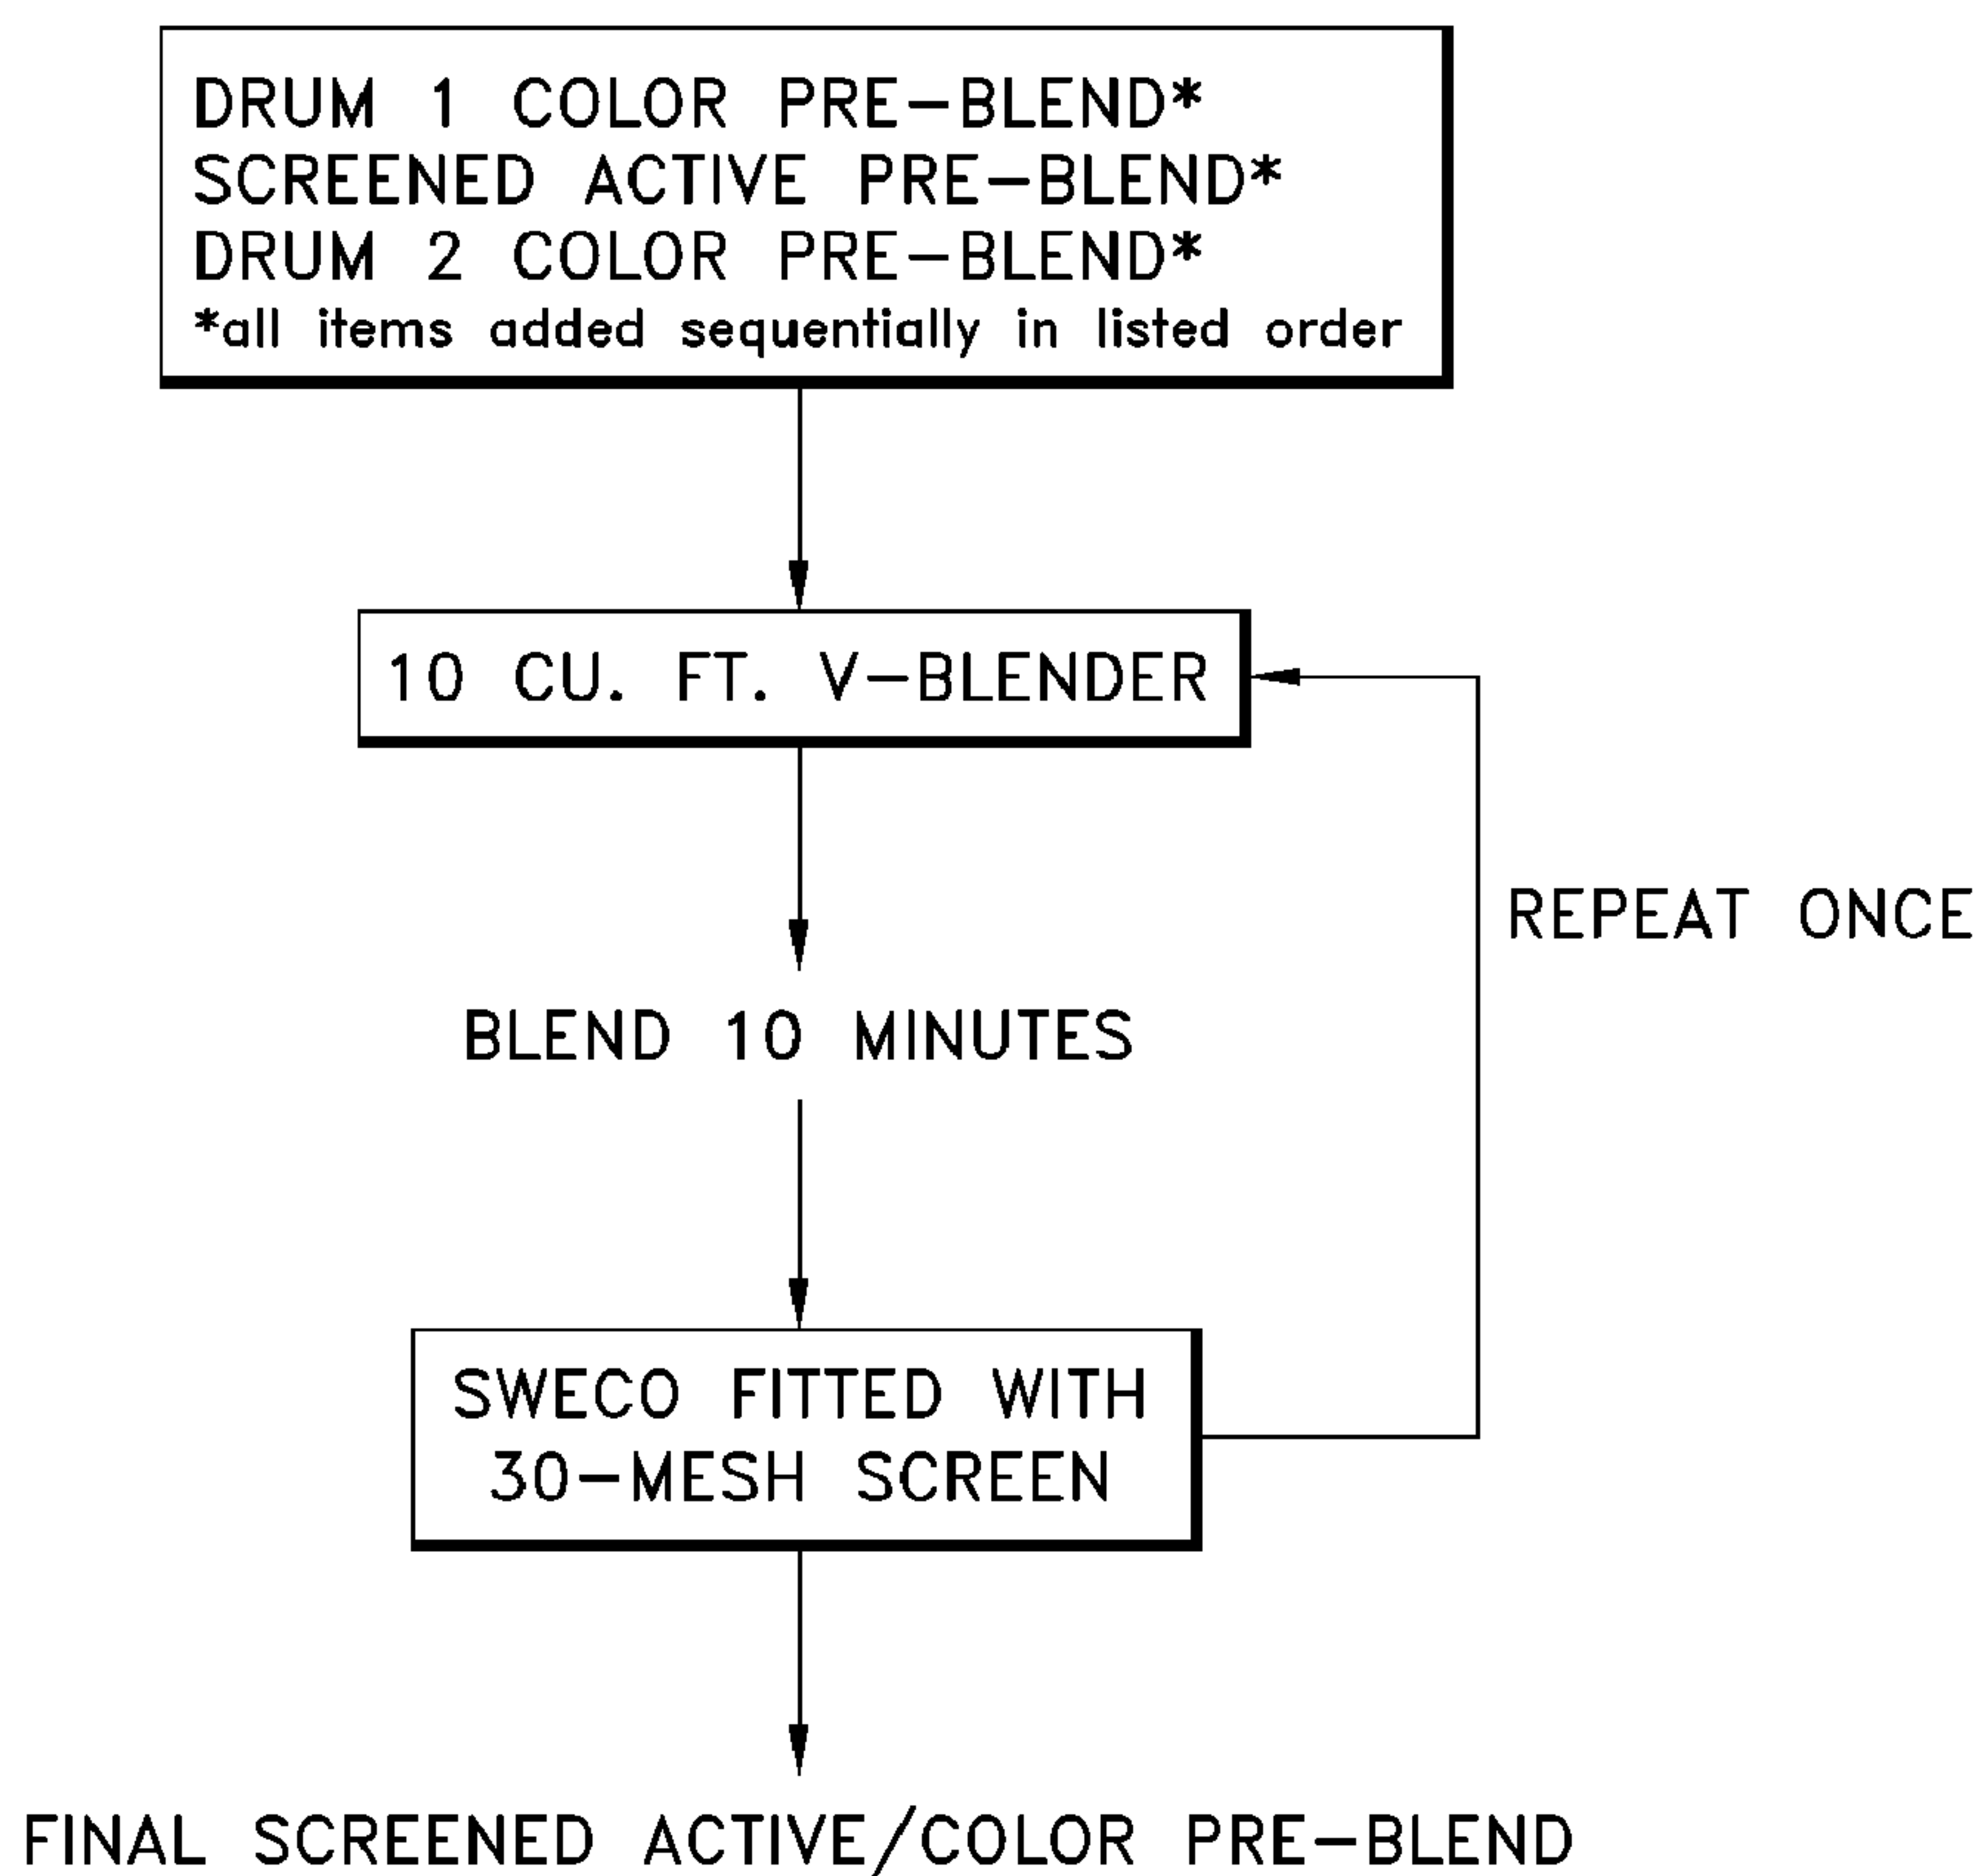 DRUM 1 COLOR PRE-BLEND*
SCREENED ACTIVE PRE-BLEND*
DRUM 2 COLOR PRE-BLEND*
*all items added sequentially in listed order
10 CU. FT. V-BLENDER
REPEAT ONCE
BLEND 10 MINUTES
SWECO FITTED WITH
30-MESH SCREEN
FINAL SCREENED ACTIVE/COLOR PRE-BLEND